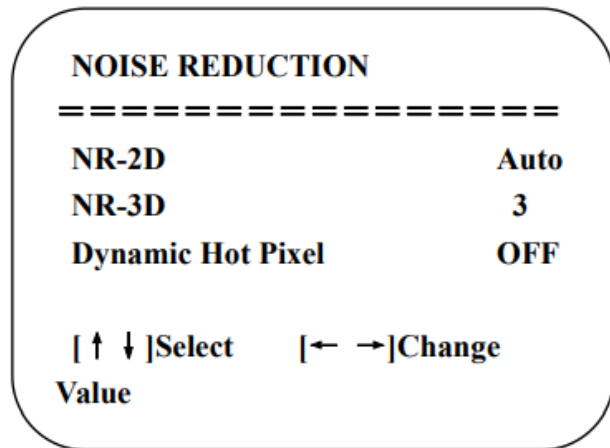 NOISE REDUCTION
=================
NR-2D Auto
NR-3D 3
Dynamic Hot Pixel OFF
[↑ ↓]Select [← →]Change
Value